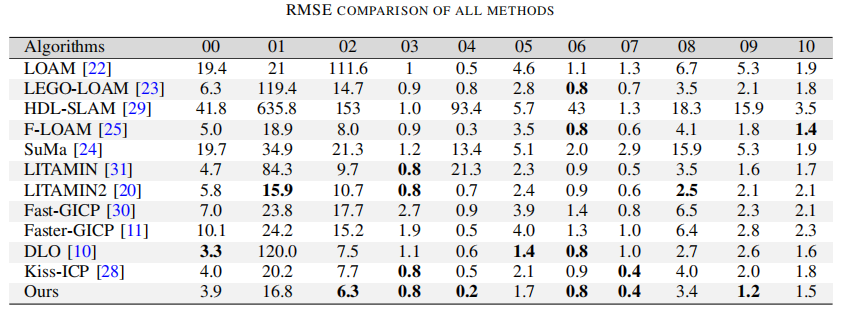 RMSE COMPARISON OF ALL METHODS
Algorithms 00 01 02 03 04 05 06 07 08 09 10
LOAM [22] 19.4 21 111.6 1 0.5 4.6 1.1 1.3 6.7 5.3 1.9
LEGO-LOAM [23] 6.3 119.4 14.7 0.9 0.8 2.8 0.8 0.7 3.5 2.1 1.8
HDL-SLAM [29] 41.8 635.8 153 1.0 93.4 5.7 43 1.3 18.3 15.9 3.5
F-LOAM [25] 5.0 18.9 8.0 0.9 0.3 3.5 0.8 0.6 4.1 1.8 1.4
SuMa [24] 19.7 34.9 21.3 1.2 13.4 5.1 2.0 2.9 15.9 5.3 1.9
LITAMIN [31] 4.7 84.3 9.7 0.8 21.3 2.3 0.9 0.5 3.5 1.6 1.7
LITAMIN2 [20] 5.8 15.9 10.7 0.8 0.7 2.4 0.9 0.6 2.5 2.1 2.1
Fast-GICP [30] 7.0 23.8 17.7 2.7 0.9 3.9 1.4 0.8 6.5 2.3 2.1
Faster-GICP [11] 10.1 24.2 15.2 1.9 0.5 4.0 1.3 1.0 6.4 2.8 2.3
DLO [10] 3.3 120.0 7.5 1.1 0.6 1.4 0.8 1.0 2.7 2.6 1.6
Kiss-ICP [28] 4.0 20.2 7.7 0.8 0.5 2.1 0.9 0.4 4.0 2.0 1.8
Ours 3.9 16.8 6.3 0.8 0.2 1.7 0.8 0.4 3.4 1.2 1.5